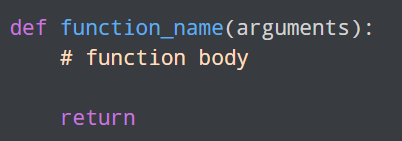 def function_name(arguments):
    # function body
    return